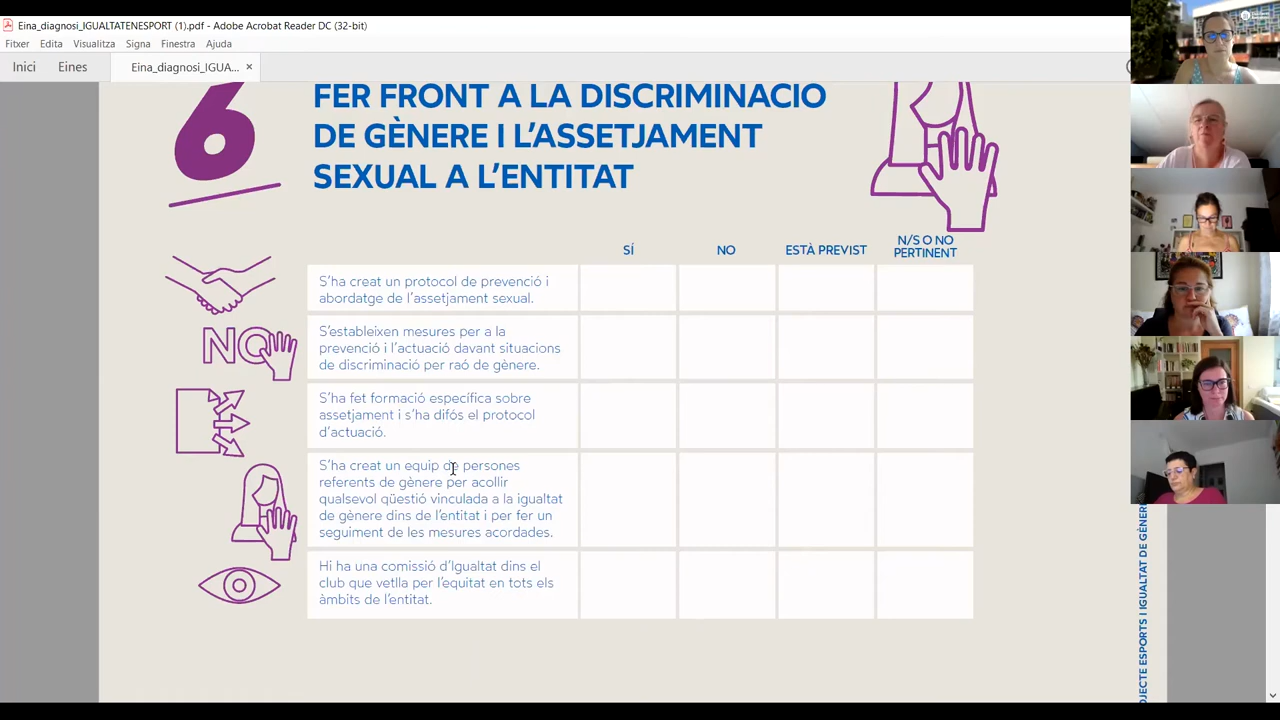 Eina_diagnosi_IGUALTATENESPORT (1).pdf - Adobe Acrobat Reader DC (32-bit)
Fitxer Edita Visualitza Signa Finestra Ajuda
Inici Eines Eina_diagnosi_IGUA... ×
6
FER FRONT A LA DISCRIMINACIO
DE GÈNERE I L'ASSETJAMENT
SEXUAL A L'ENTITAT
SÍ NO ESTÀ PREVIST N/S O NO
PERTINENT
S'ha creat un protocol de prevenció i
abordatge de l'assetjament sexual.
NO
S'estableixen mesures per a la
prevenció i l'actuació davant situacions
de discriminació per raó de gènere.
S'ha fet formació específica sobre
assetjament i s'ha difós el protocol
d'actuació.
S'ha creat un equip de persones
referents de gènere per acollir
qualsevol qüestió vinculada a la igualtat
de gènere dins de l'entitat i per fer un
seguiment de les mesures acordades.
Hi ha una comissió d'Igualtat dins el
club que vetlla per l'equitat en tots els
àmbits de l'entitat.
OJECTE ESPORTS I IGUALTAT DE GÈNERE